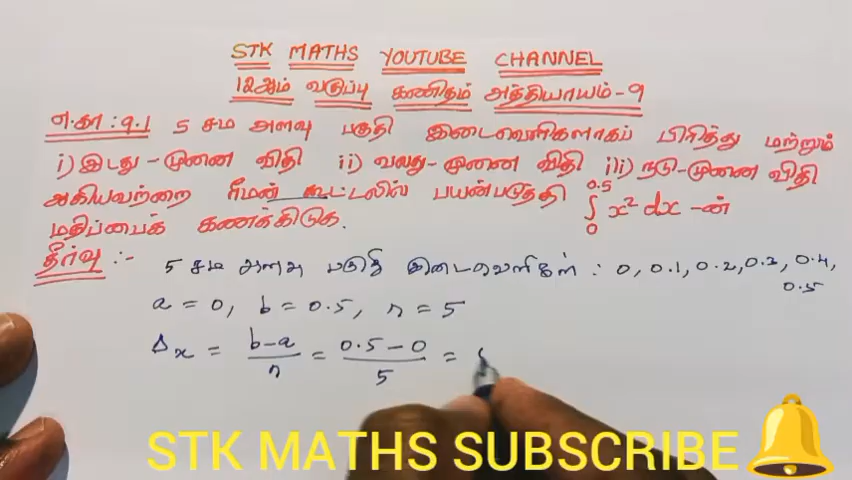 STK MATHS YOUTUBE CHANNEL
12ஆம் வகுப்பு கணிதம் அத்தியாயம்-9
எ.கா : 9.1 5 சம அளவு பகுதி இடைவெளிகளாகப் பிரித்து மற்றும்
i) இடது-முனை விதி ii) வலது-முனை விதி iii) நடு-முனை விதி
ஆகியவற்றை ரீமன் கூட்டலில் பயன்படுத்தி ∫₀^0.5 x² dx -ன்
மதிப்பைக் கணக்கிடுக.
தீர்வு :-
5 சம அளவு பகுதி இடைவெளிகள் : 0, 0.1, 0.2, 0.3, 0.4,
0.5
a = 0, b = 0.5, n = 5
Δx = (b-a)/n = (0.5 - 0)/5 =
STK MATHS SUBSCRIBE